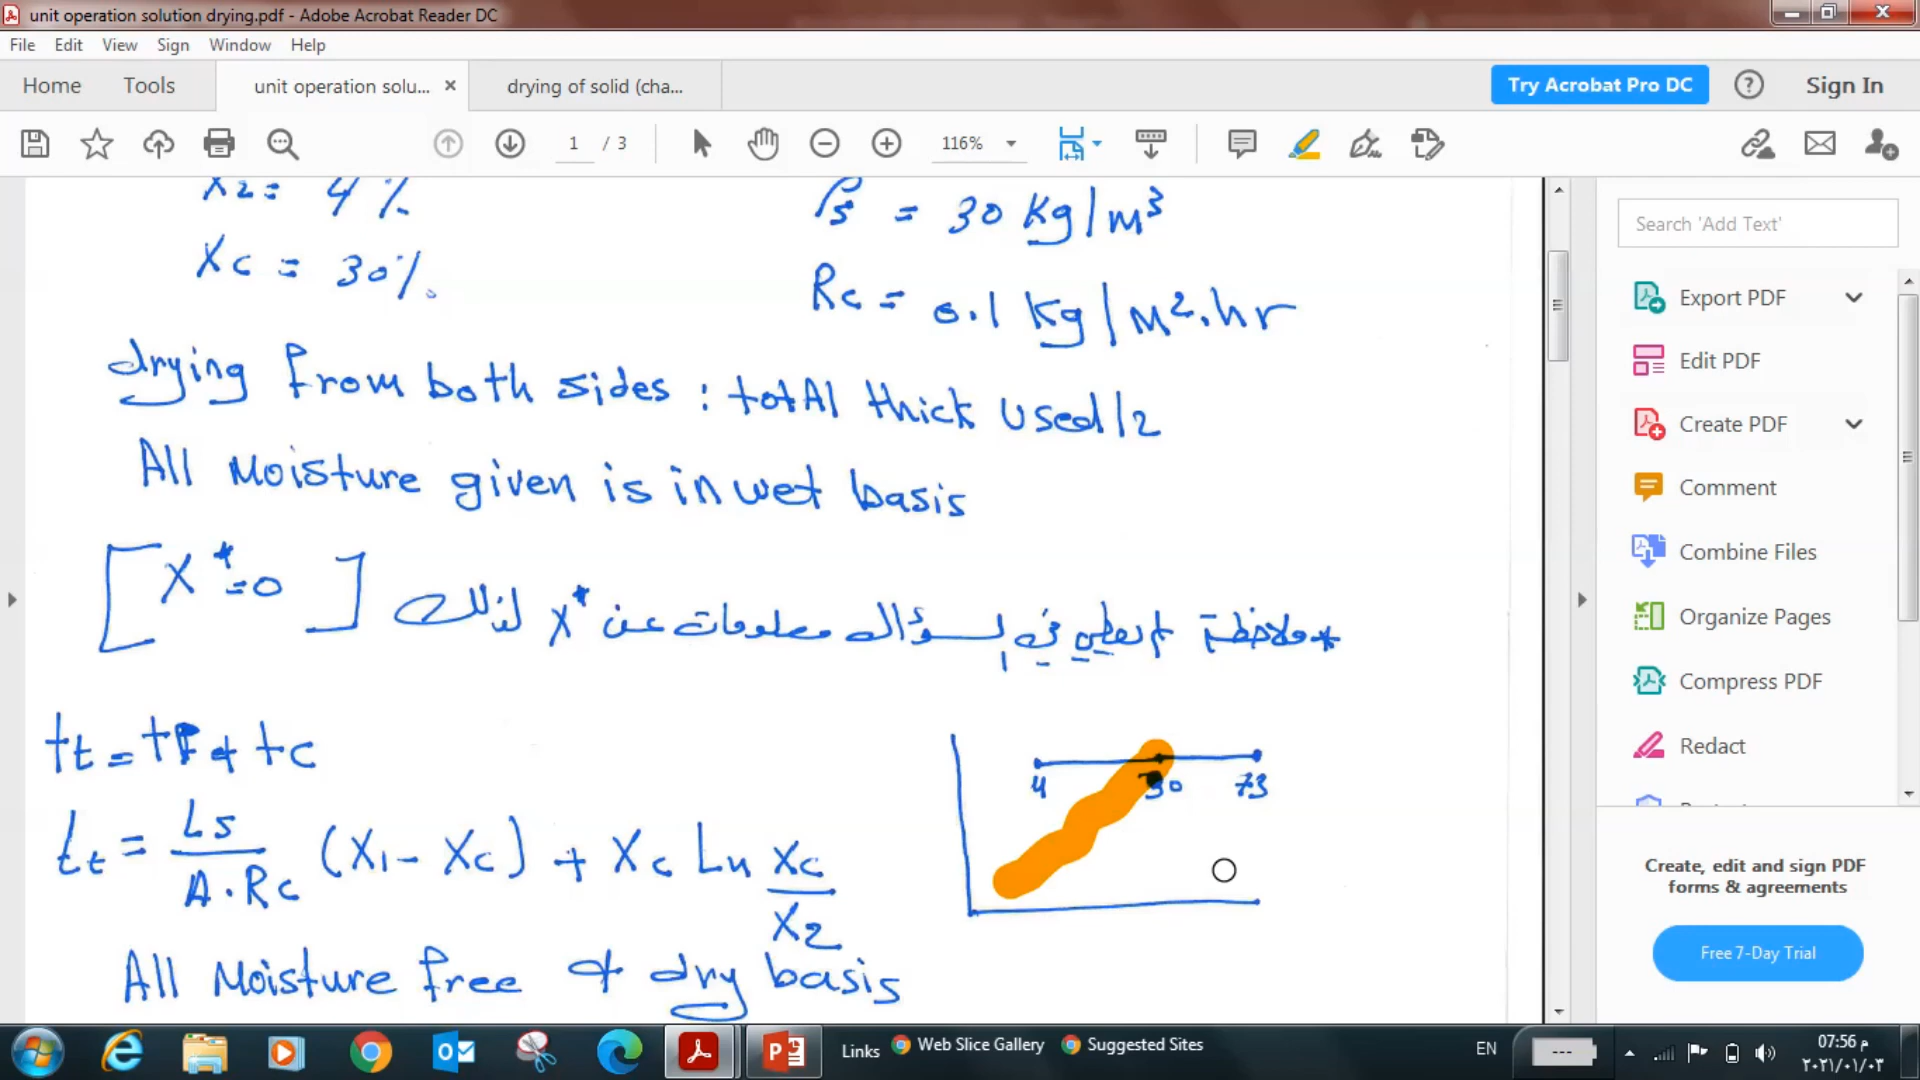 unit operation solution drying.pdf - Adobe Acrobat Reader DC
File Edit View Sign Window Help
Home Tools unit operation solu... × drying of solid (cha... Try Acrobat Pro DC Sign In
1 / 3 116%
X2 = 4 %
Xc = 30%.
ρs = 30 kg/m³
Rc = 0.1 kg/m².hr
drying from both sides : total thick used/2
All Moisture given is in wet basis
[X* = 0] لذلك X* معلومات عن السؤال في لم يعطي ملاحظة *
tt = tF + tc
tt = Ls / A.Rc (X1 - Xc) + Xc Ln Xc / X2
All Moisture free & dry basis
4 30 73
Search 'Add Text'
Export PDF
Edit PDF
Create PDF
Comment
Combine Files
Organize Pages
Compress PDF
Redact
Create, edit and sign PDF
forms & agreements
Free 7-Day Trial
Links Web Slice Gallery Suggested Sites EN
07:56 م
٢٠٢١/٠١/٠٣